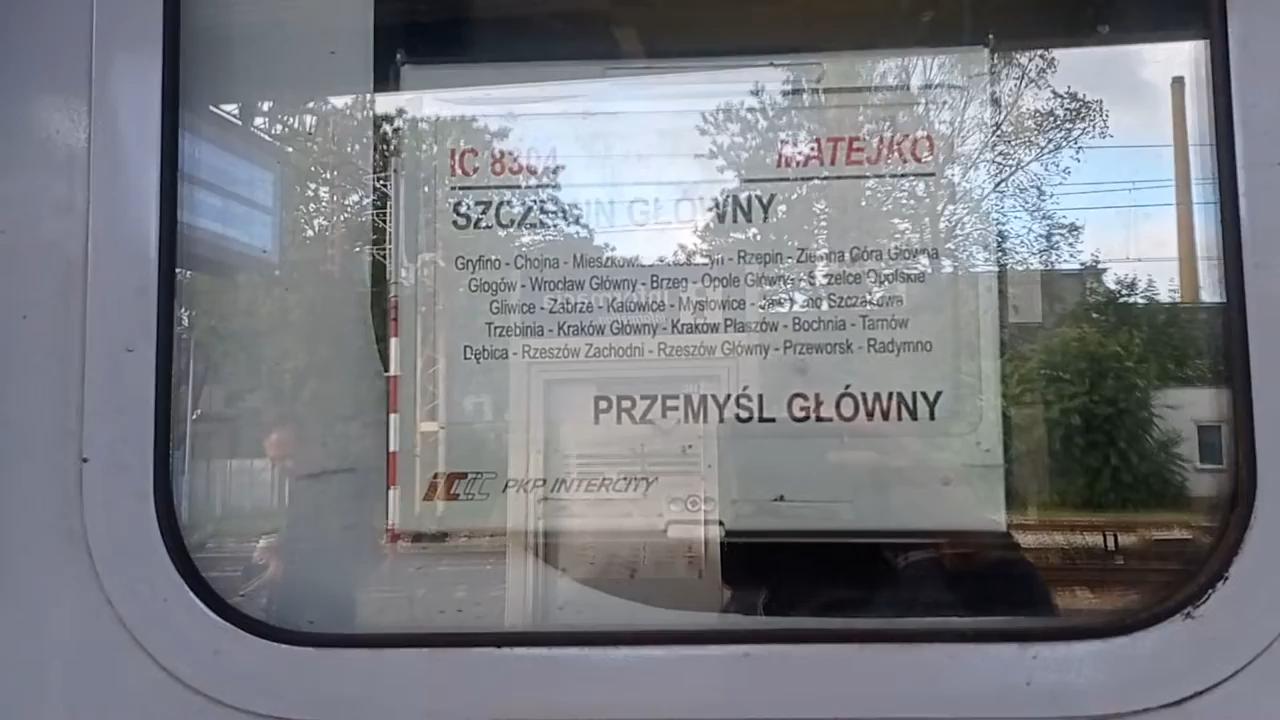 IC 8304 MATEJKO
SZCZECIN GŁÓWNY
Gryfino - Chojna - Mieszkowice - Kostrzyn - Rzepin - Zielona Góra Główna
Głogów - Wrocław Główny - Brzeg - Opole Główne - Strzelce Opolskie
Gliwice - Zabrze - Katowice - Mysłowice - Jaworzno Szczakowa
Trzebinia - Kraków Główny - Kraków Płaszów - Bochnia - Tarnów
Dębica - Rzeszów Zachodni - Rzeszów Główny - Przeworsk - Radymno
PRZEMYŚL GŁÓWNY
IC PKP INTERCITY